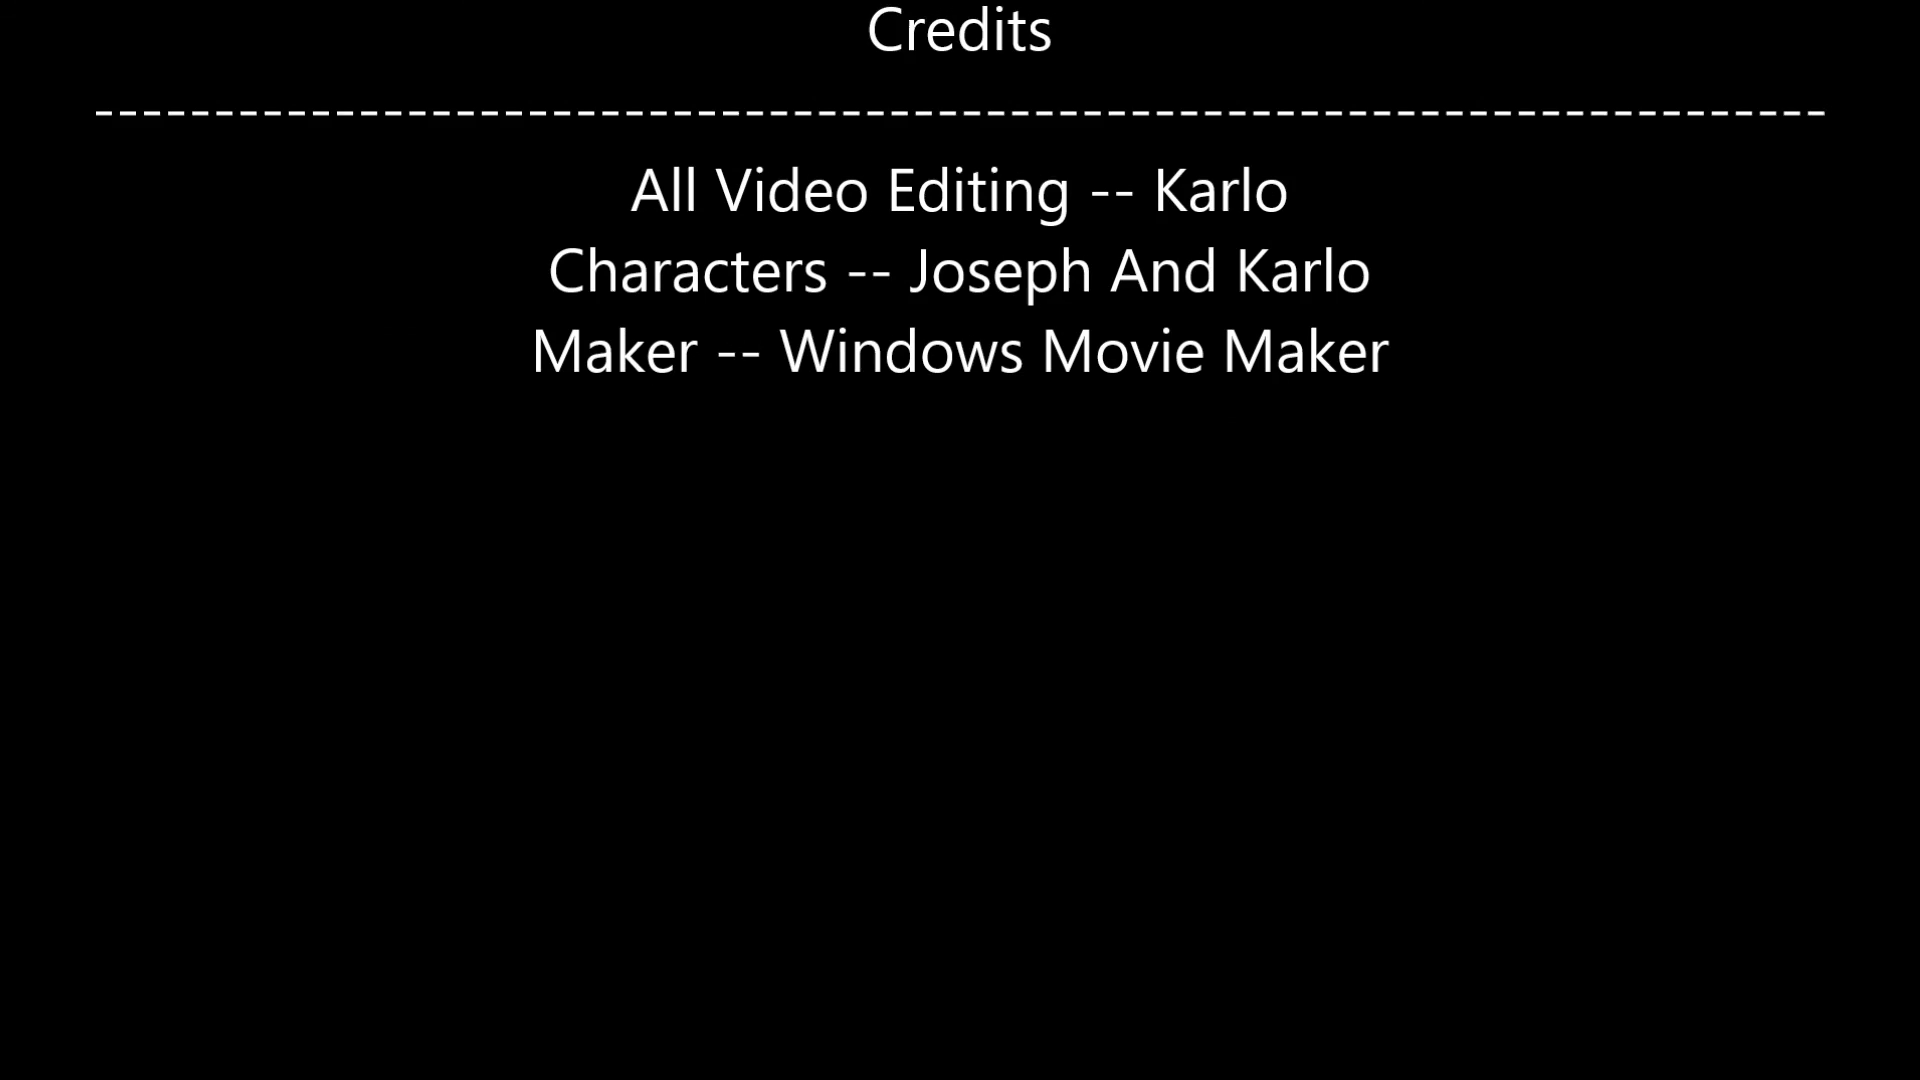 Credits
------------------------------------------------------------------------
All Video Editing -- Karlo
Characters -- Joseph And Karlo
Maker -- Windows Movie Maker